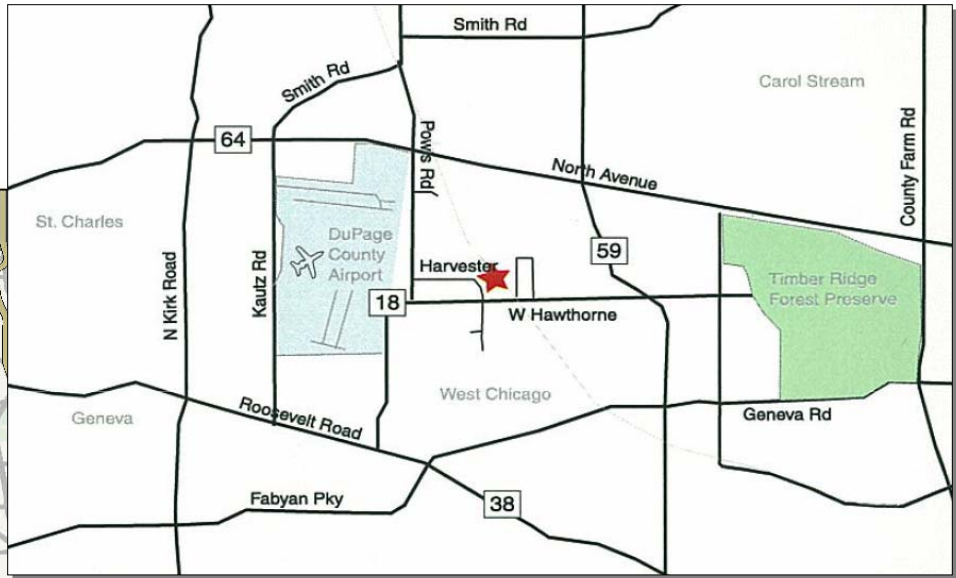 Smith Rd
Smith Rd
Carol Stream
64
Pow's Rd
North Avenue
County Farm Rd
St. Charles
DuPage
County
Airport
59
Harvester
Timber Ridge
Forest Preserve
N Kirk Road
Kautz Rd
18
W Hawthorne
West Chicago
Geneva
Roosevelt Road
Geneva Rd
Fabyan Pky
38